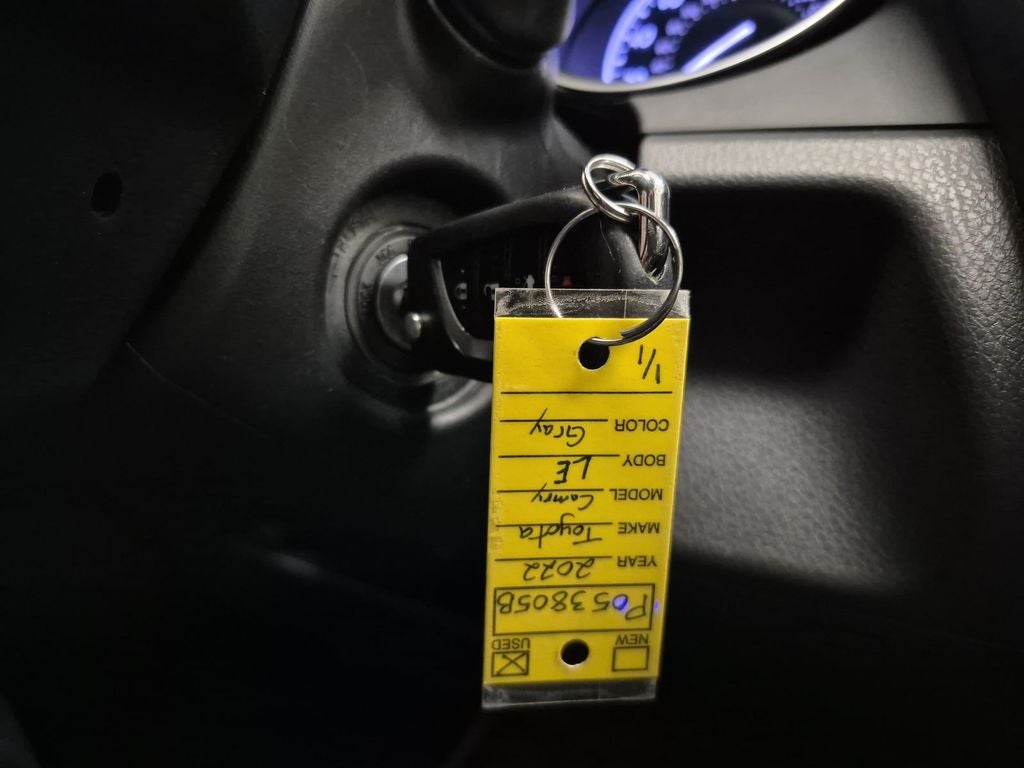 NEW USED
P053805B
YEAR 2022
MAKE Toyota
MODEL Camry
BODY LE
COLOR Gray
1/1